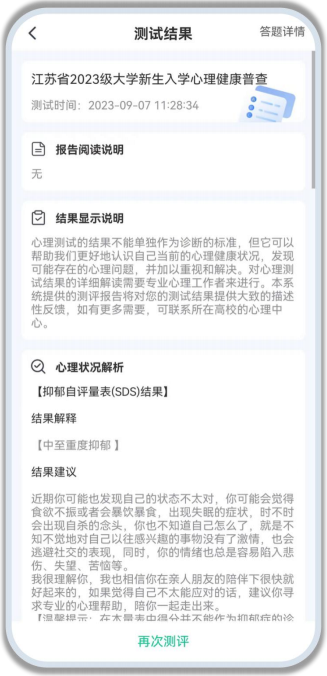 测试结果
答题详情
江苏省2023级大学新生入学心理健康普查
测试时间：2023-09-07 11:28:34
报告阅读说明
无
结果显示说明
心理测试的结果不能单独作为诊断的标准，但它可以
帮助我们更好地认识自己当前的心理健康状况，发现
可能存在的心理问题，并加以重视和解决。对心理测
试结果的详细解读需要专业心理工作者来进行。本系
统提供的测评报告将对您的测试结果提供大致的描述
性反馈，如有更多需要，可联系所在高校的心理中
心。
心理状况解析
【抑郁自评量表(SDS)结果】
结果解释
【中至重度抑郁 】
结果建议
近期你可能也发现自己的状态不太对，你可能会觉得
食欲不振或者会暴饮暴食，出现失眠的症状，时不时
会出现自杀的念头，你也不知道自己怎么了，就是不
知不觉地对自己以往感兴趣的事物没有了激情，也会
逃避社交的表现，同时，你的情绪也总是容易陷入悲
伤、失望、苦恼等。
我很理解你，我也相信你在亲人朋友的陪伴下很快就
好起来的，如果觉得自己不太能应对的话，建议你寻
求专业的心理帮助，陪你一起走出来。
【温馨提示：在本量表中得分并不能作为抑郁症的诊
再次测评